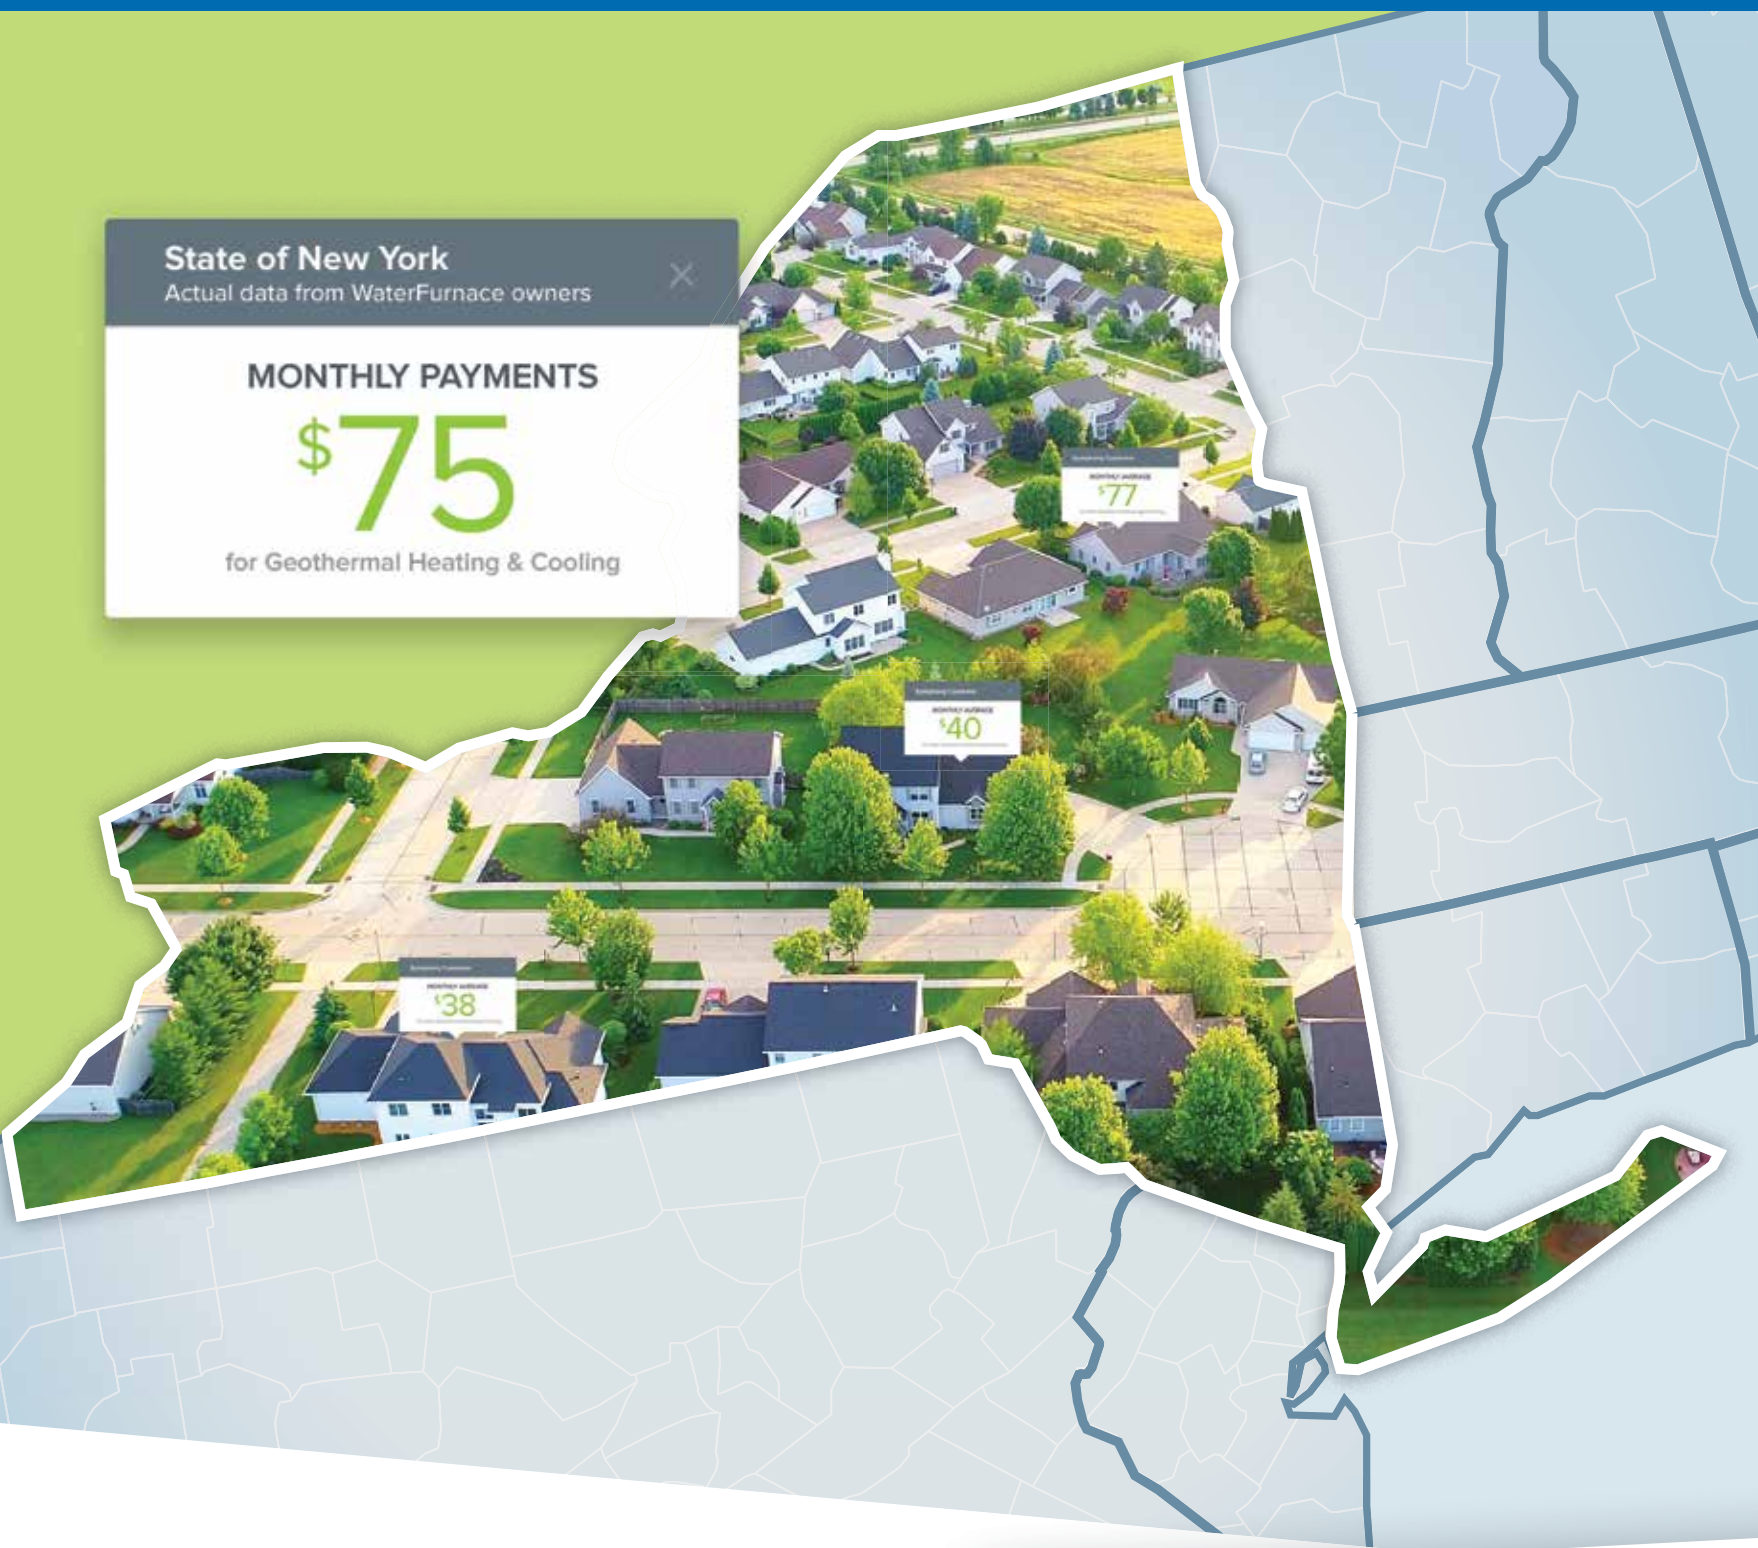 State of New York
Actual data from WaterFurnace owners
MONTHLY PAYMENTS
$75
for Geothermal Heating & Cooling
MONTHLY AVERAGE
$77
MONTHLY AVERAGE
$40
MONTHLY AVERAGE
$38